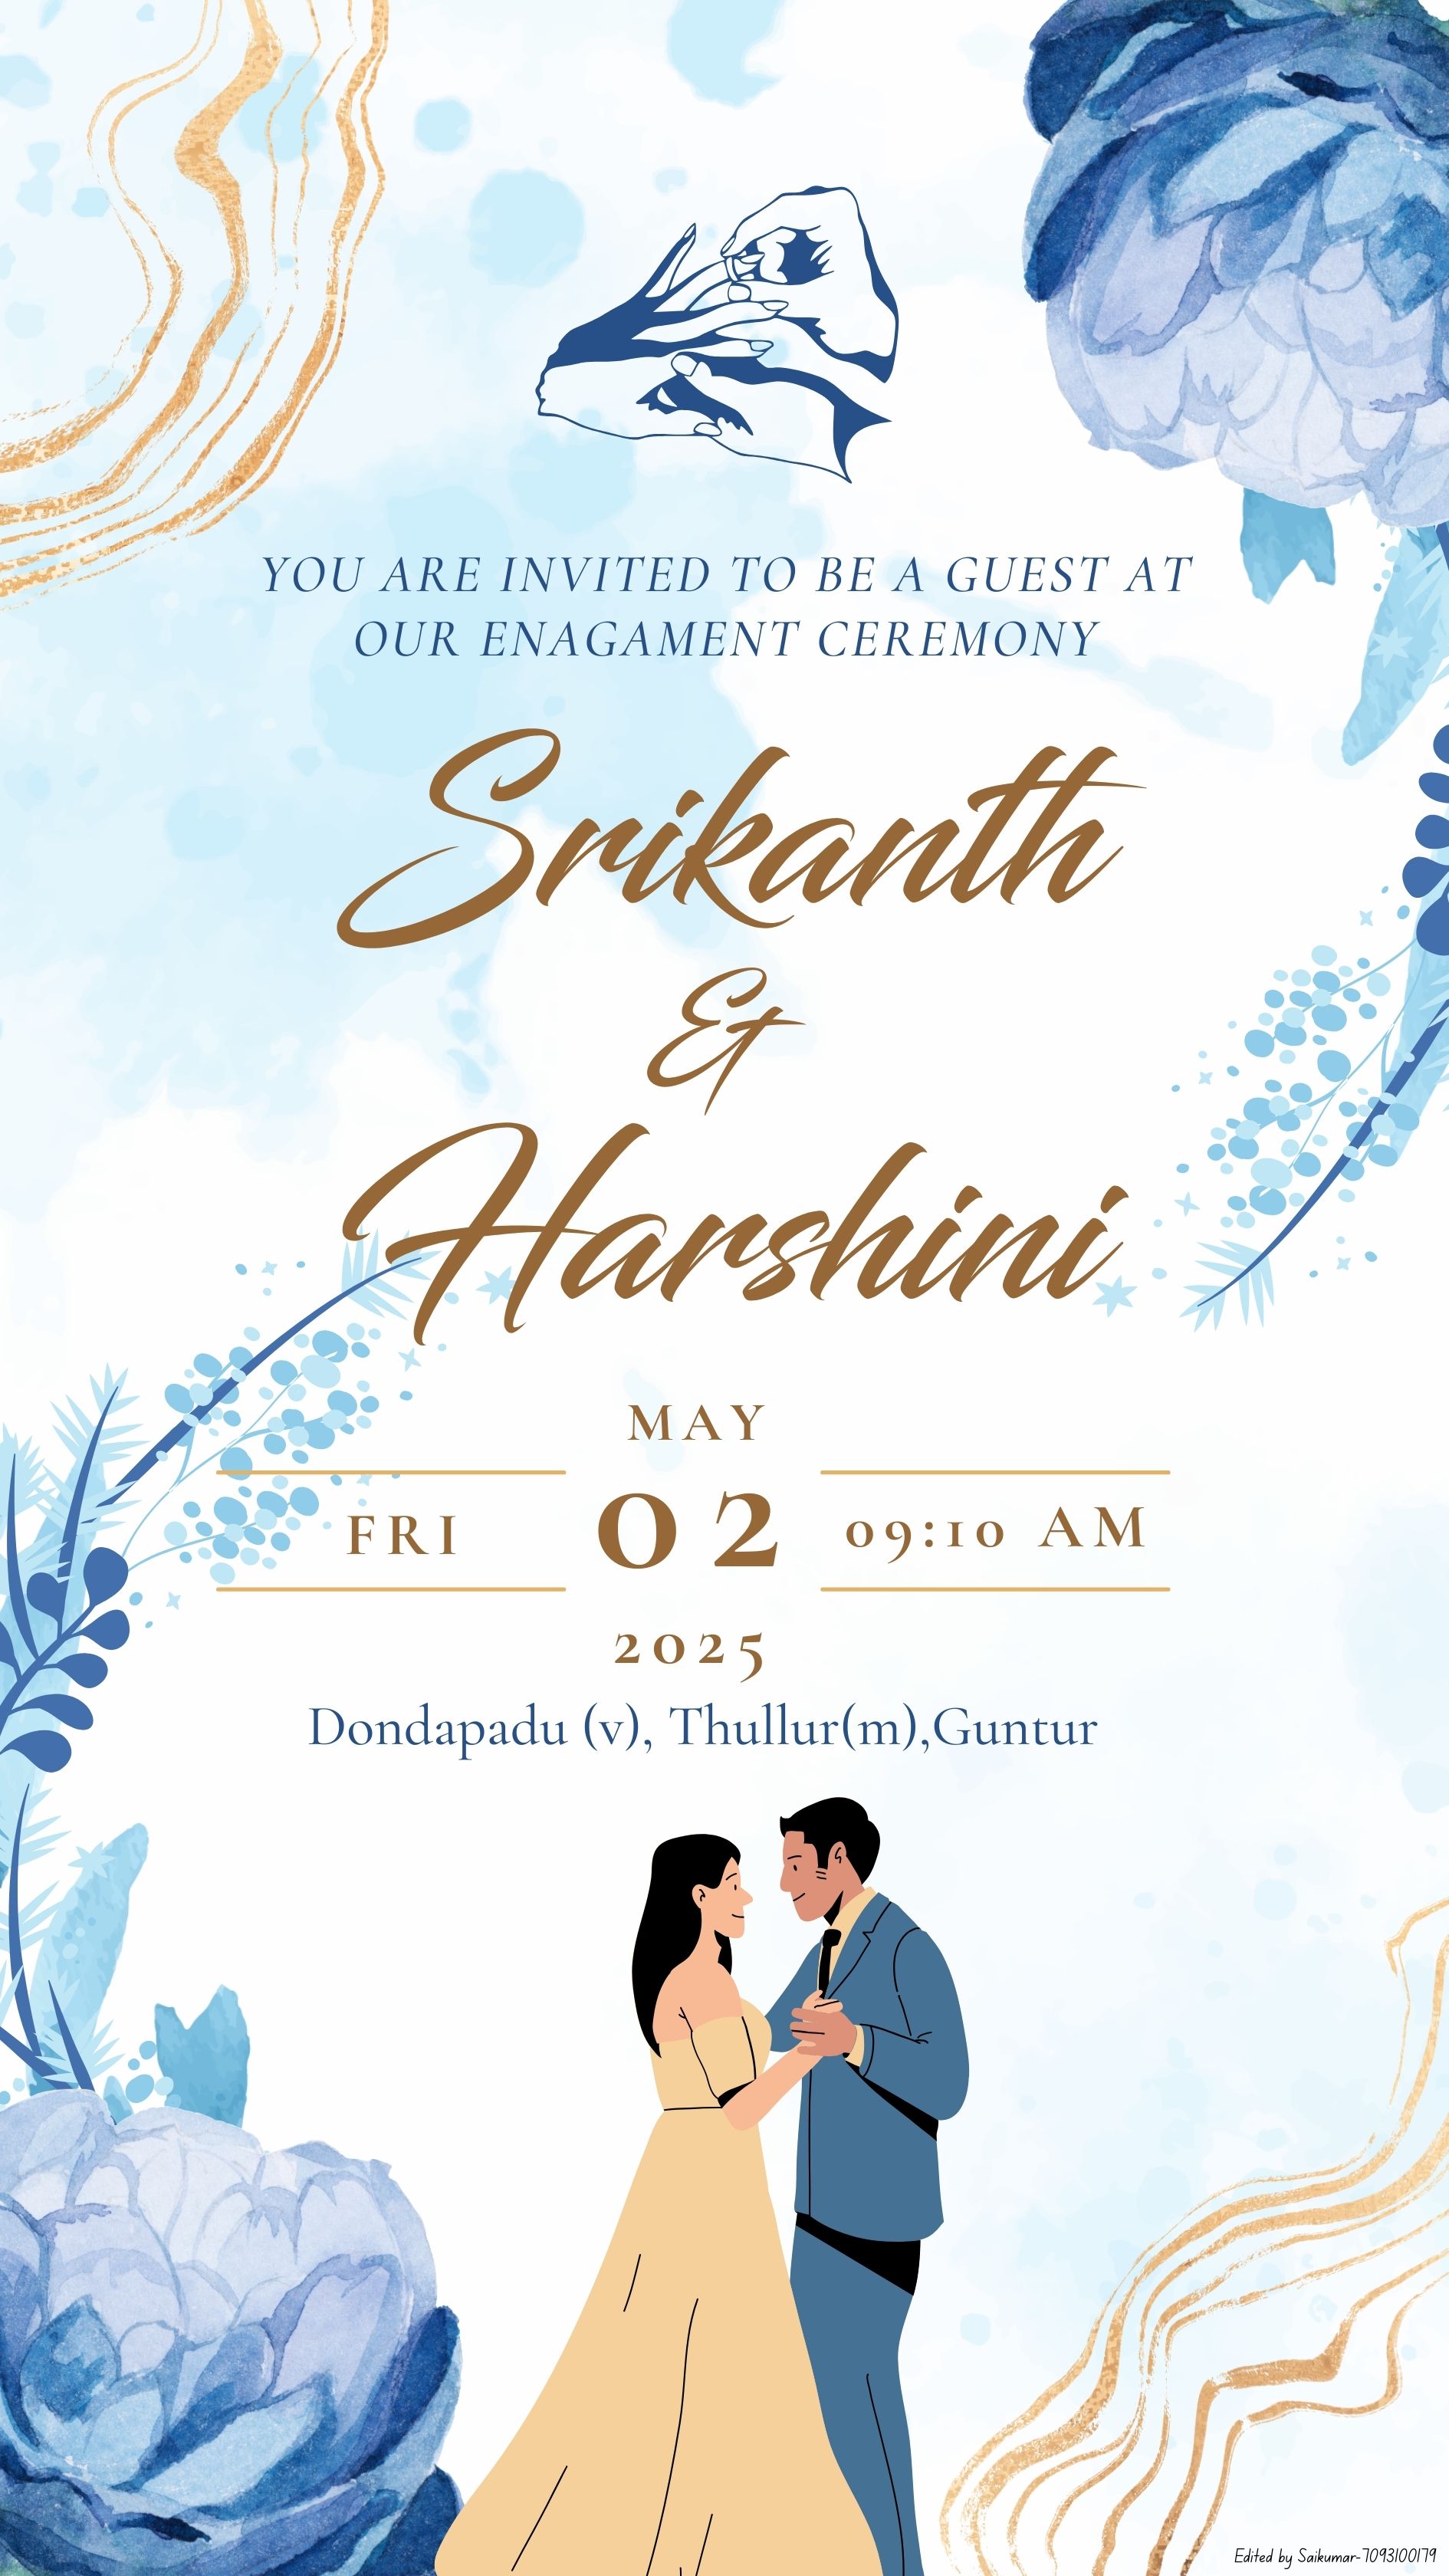 YOU ARE INVITED TO BE A GUEST AT
OUR ENAGAMENT CEREMONY
Srikanth
&
Harshini
MAY
FRI 02 09:10 AM
2025
Dondapadu (v), Thullur(m),Guntur
Edited by Saikumar-7093100179